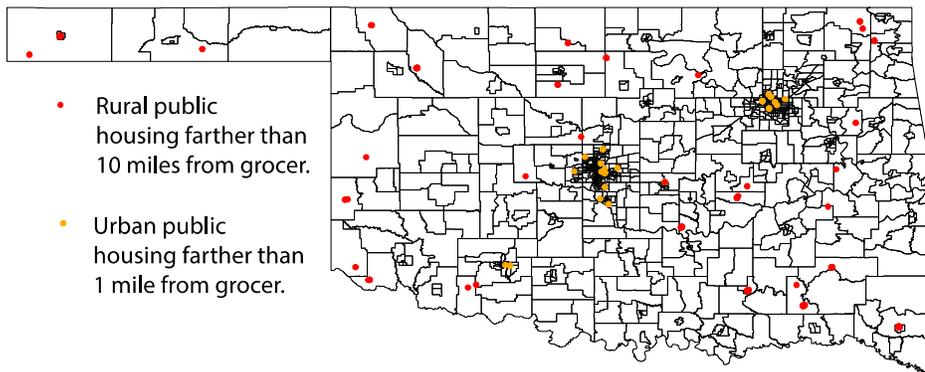 Rural public
housing farther than
10 miles from grocer.
Urban public
housing farther than
1 mile from grocer.